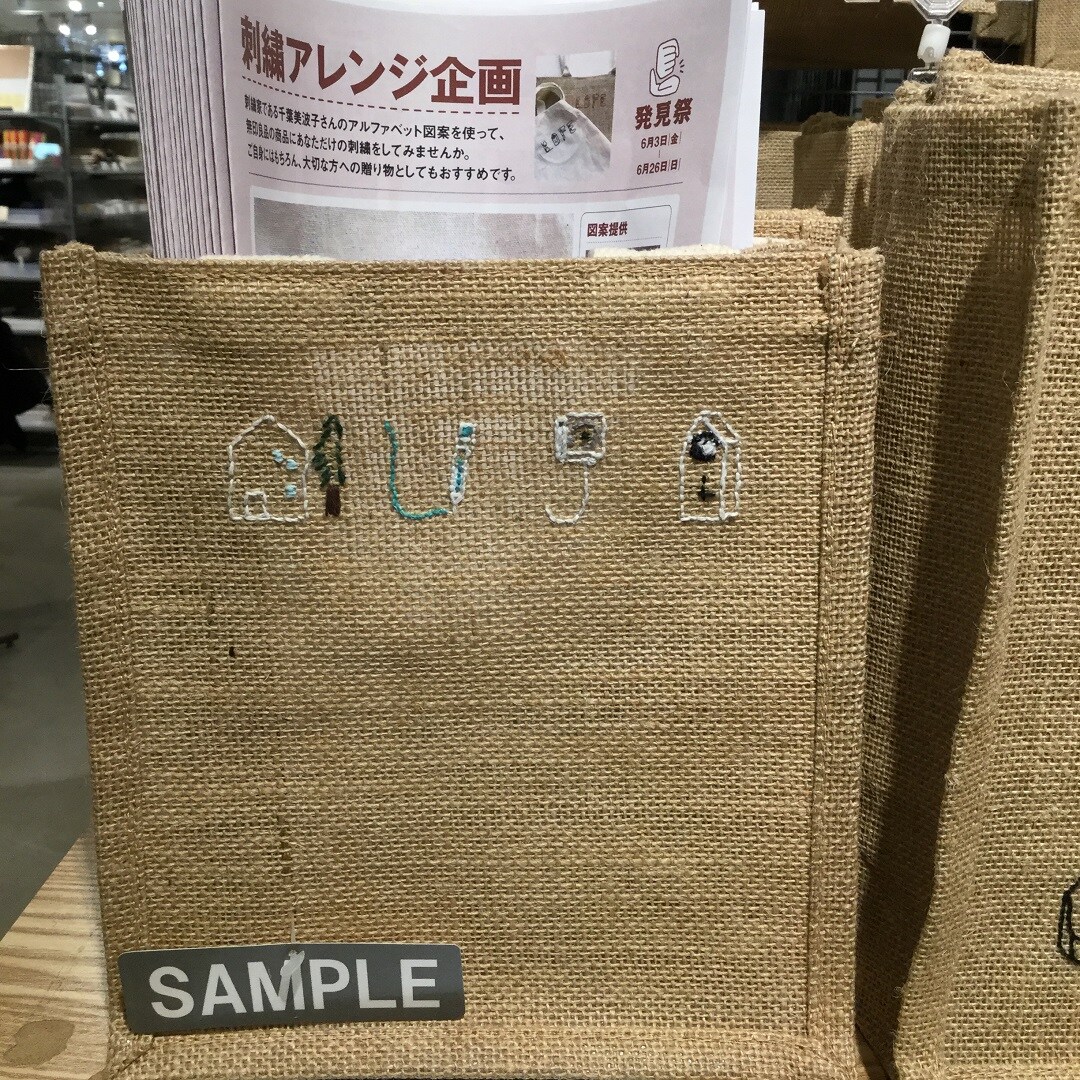 刺繍アレンジ企画
刺繍家である千葉美波子さんのアルファベット図案を使って、
無印良品の商品にあなただけの刺繍をしてみませんか。
ご自身にはもちろん、大切な方への贈り物としてもおすすめです。
発見祭
6月3日|金|
6月26日|日|
図案提供
SAMPLE